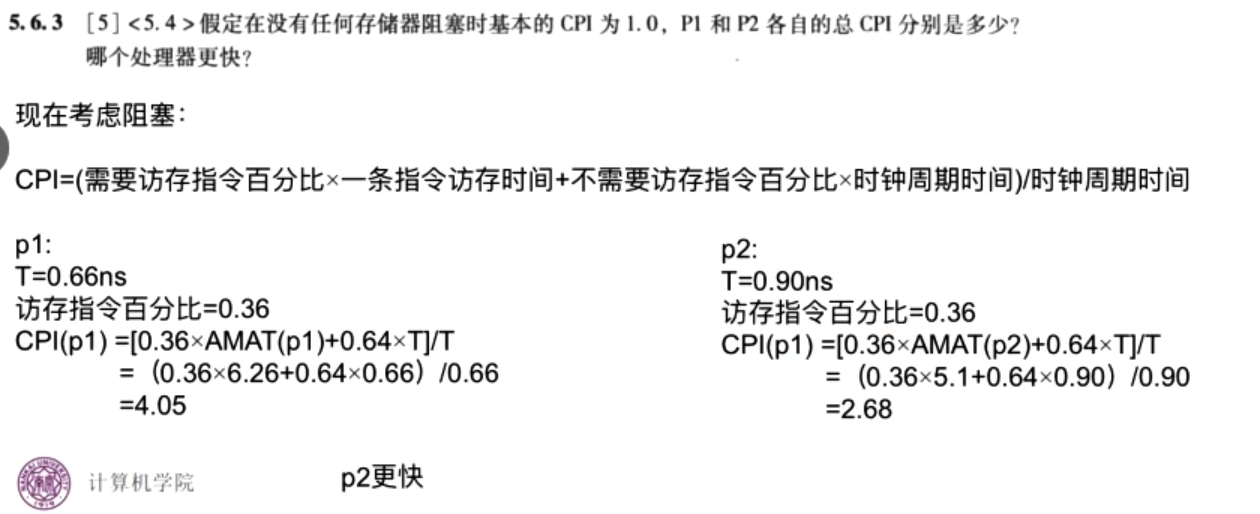 5.6.3 [5] <5.4> 假定在没有任何存储器阻塞时基本的 CPI 为 1.0，P1 和 P2 各自的总 CPI 分别是多少？
哪个处理器更快？
现在考虑阻塞：
CPI=(需要访存指令百分比×一条指令访存时间+不需要访存指令百分比×时钟周期时间)/时钟周期时间
p1:
T=0.66ns
访存指令百分比=0.36
CPI(p1) =[0.36×AMAT(p1)+0.64×T]/T
=（0.36×6.26+0.64×0.66）/0.66
=4.05
p2:
T=0.90ns
访存指令百分比=0.36
CPI(p1) =[0.36×AMAT(p2)+0.64×T]/T
=（0.36×5.1+0.64×0.90）/0.90
=2.68
计算机学院
p2更快